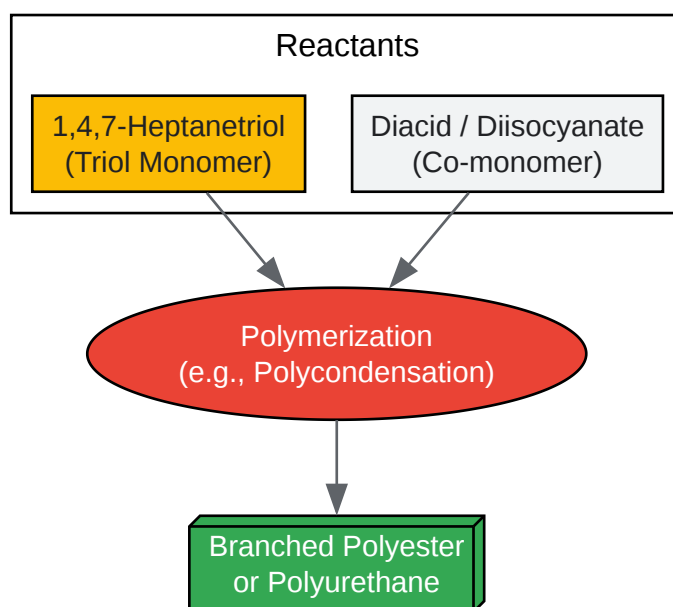 Reactants
1,4,7-Heptanetriol
(Triol Monomer)
Diacid / Diisocyanate
(Co-monomer)
Polymerization
(e.g., Polycondensation)
Branched Polyester
or Polyurethane